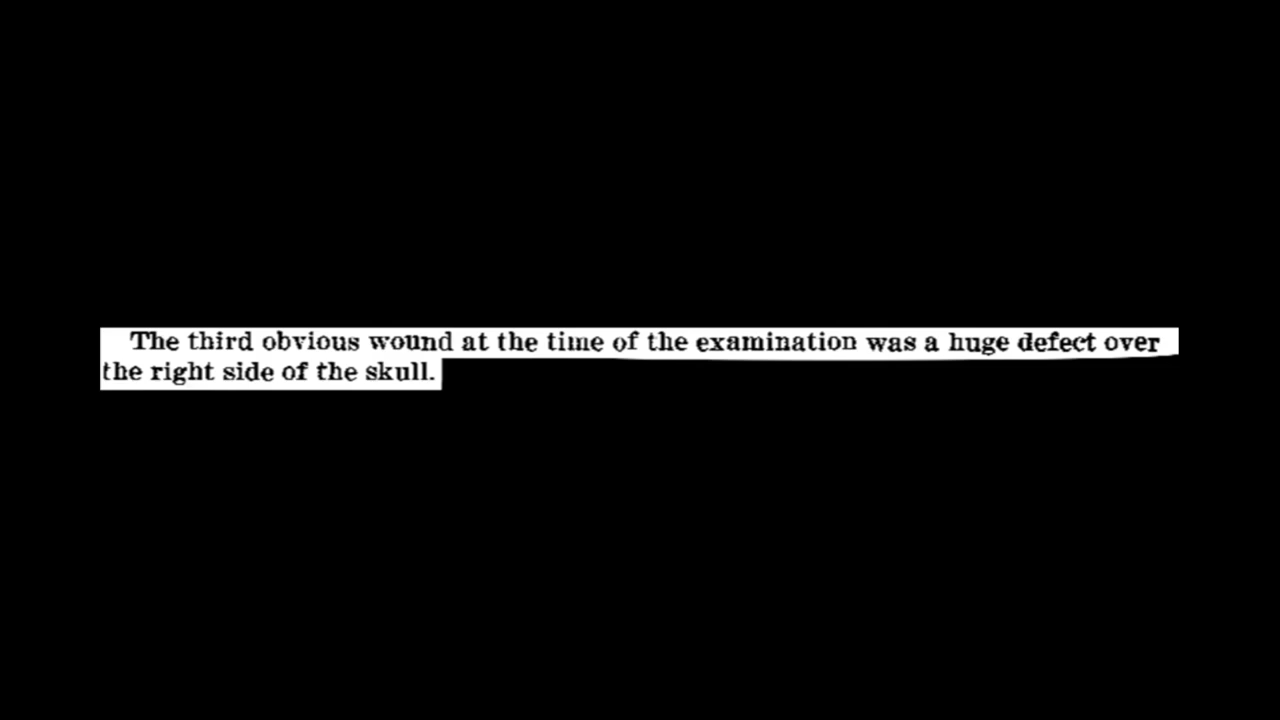 The third obvious wound at the time of the examination was a huge defect over
the right side of the skull.